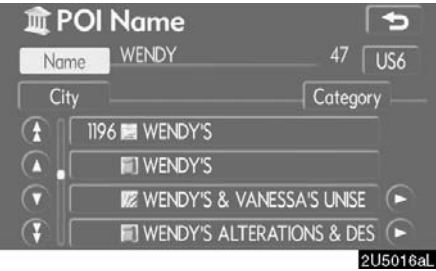 POI Name
Name WENDY 47 US6
City Category
1196 WENDY'S
WENDY'S
WENDY'S & VANESSA'S UNISE
WENDY'S ALTERATIONS & DES
2U5016aL